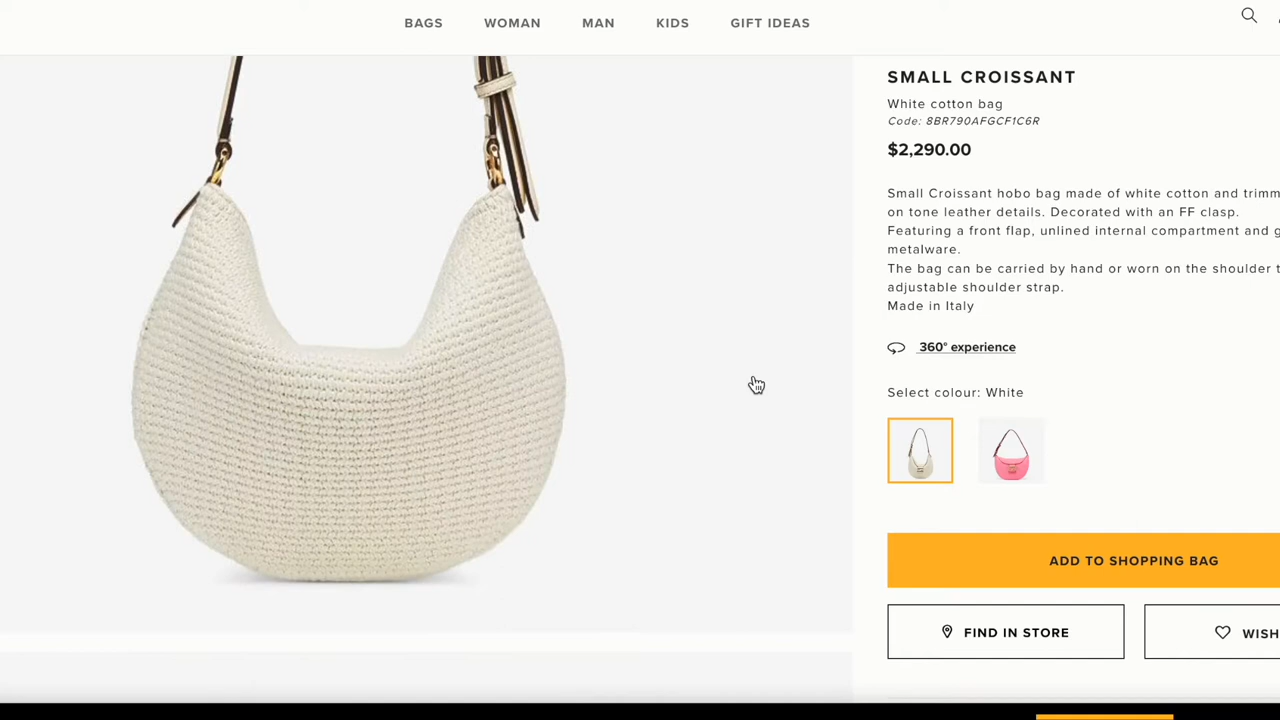 BAGS WOMAN MAN KIDS GIFT IDEAS
SMALL CROISSANT
White cotton bag
Code: 8BR790AFGCF1C6R
$2,290.00
Small Croissant hobo bag made of white cotton and trimm
on tone leather details. Decorated with an FF clasp.
Featuring a front flap, unlined internal compartment and g
metalware.
The bag can be carried by hand or worn on the shoulder t
adjustable shoulder strap.
Made in Italy
360° experience
Select colour: White
ADD TO SHOPPING BAG
FIND IN STORE
WISH